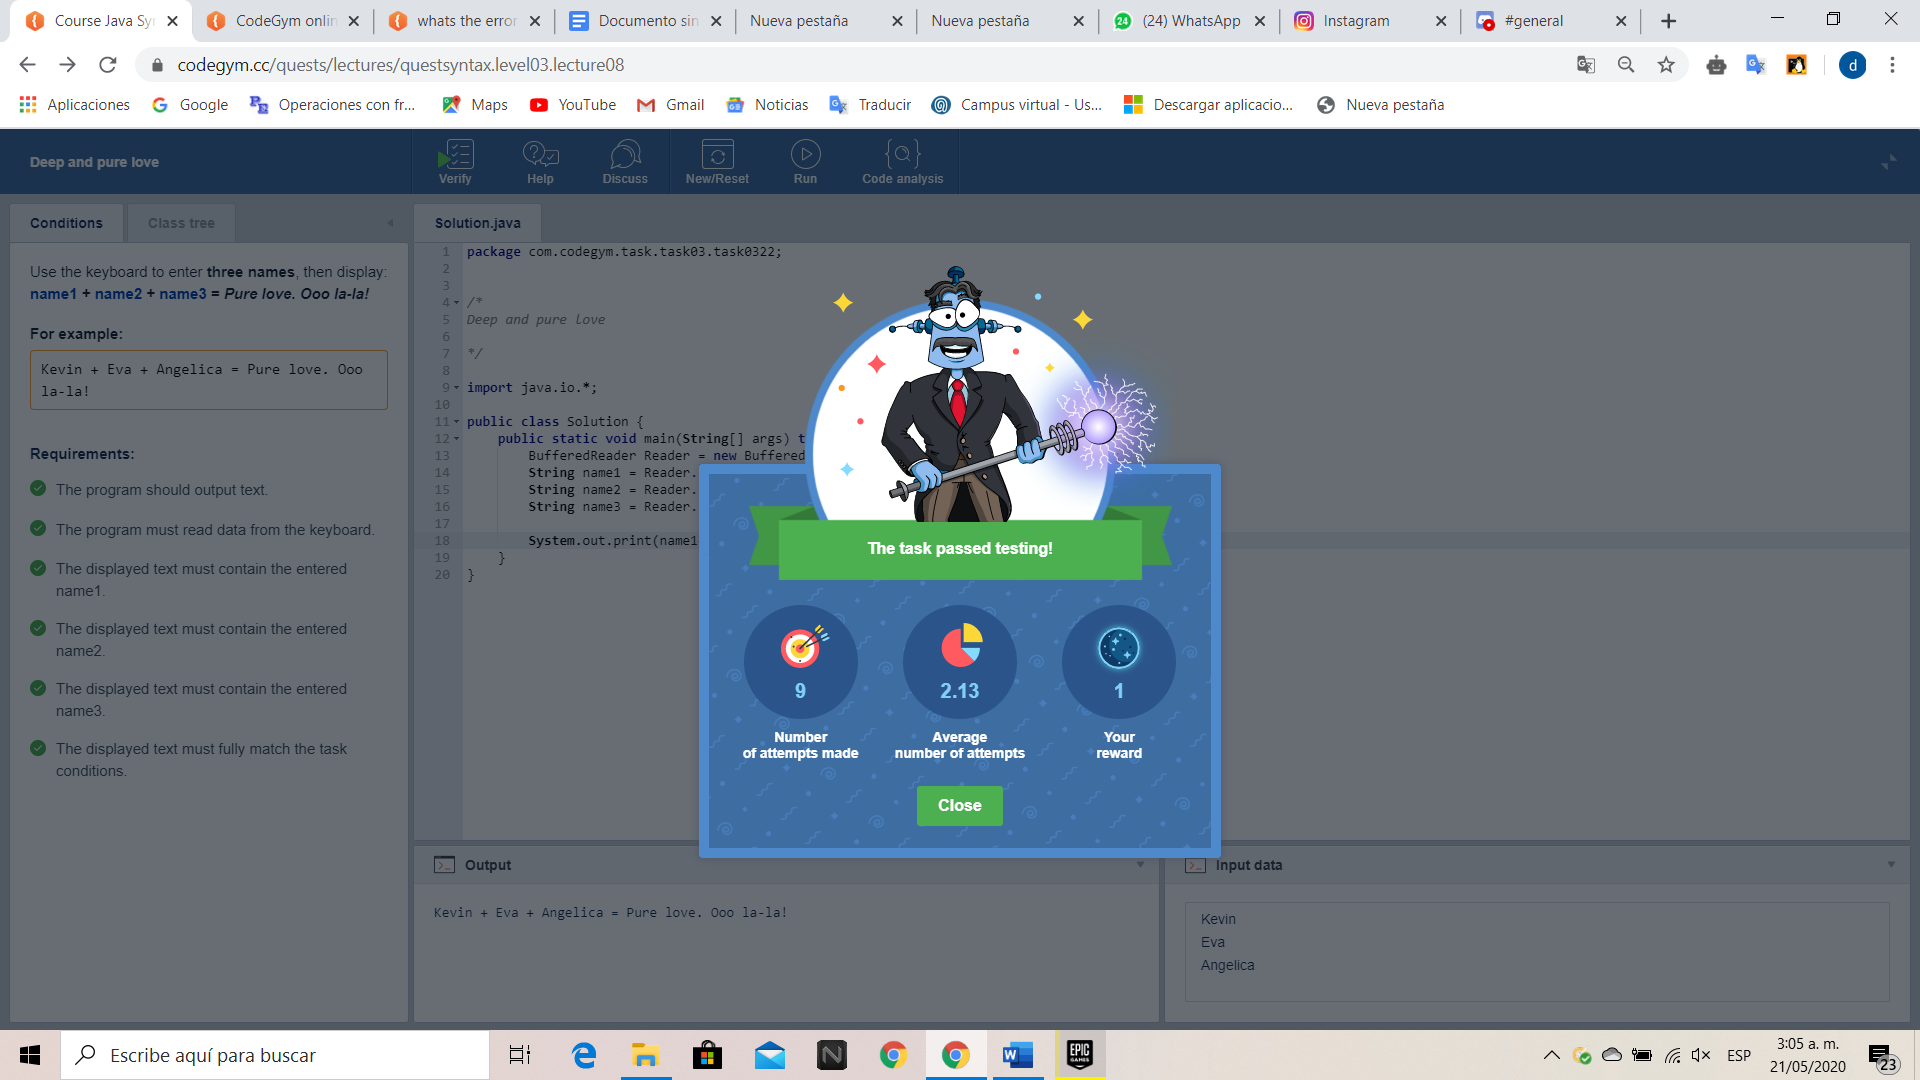 Course Java Sy
CodeGym onlin
whats the error
Documento sin
Nueva pestaña
Nueva pestaña
(24) WhatsApp
Instagram
#general
codegym.cc/quests/lectures/questsyntax.level03.lecture08
d
Aplicaciones
Google
Operaciones con fr...
Maps
YouTube
Gmail
Noticias
Traducir
Campus virtual - Us...
Descargar aplicacio...
Nueva pestaña
Deep and pure love
Verify
Help
Discuss
New/Reset
Run
Code analysis
Conditions
Class tree
Use the keyboard to enter three names, then display:
name1 + name2 + name3 = Pure love. Ooo la-la!
For example:
Kevin + Eva + Angelica = Pure love. Ooo
la-la!
Requirements:
The program should output text.
The program must read data from the keyboard.
The displayed text must contain the entered
name1.
The displayed text must contain the entered
name2.
The displayed text must contain the entered
name3.
The displayed text must fully match the task
conditions.
Solution.java
1 package com.codegym.task.task03.task0322;
2
3
4 /*
5 Deep and pure love
6
7 */
8
9 import java.io.*;
10
11 public class Solution {
12 public static void main(String[] args) t
13 BufferedReader Reader = new Buffered
14 String name1 = Reader.
15 String name2 = Reader.
16 String name3 = Reader.
17
18 System.out.print(name1
19 }
20 }
The task passed testing!
9
Number
of attempts made
2.13
Average
number of attempts
1
Your
reward
Close
Output
Kevin + Eva + Angelica = Pure love. Ooo la-la!
Input data
Kevin
Eva
Angelica
Escribe aquí para buscar
EPIC
GAMES
ESP
3:05 a. m.
21/05/2020
23